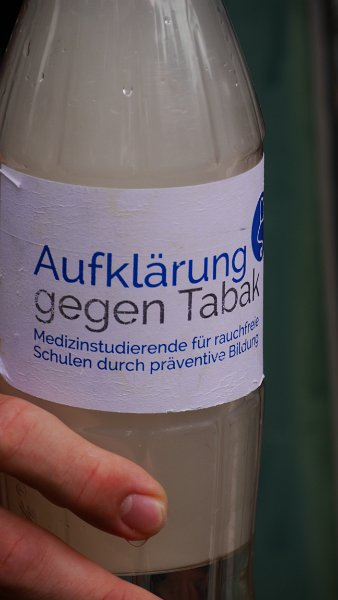 Aufklärung
gegen Tabak
Medizinstudierende für rauchfreie
Schulen durch präventive Bildung